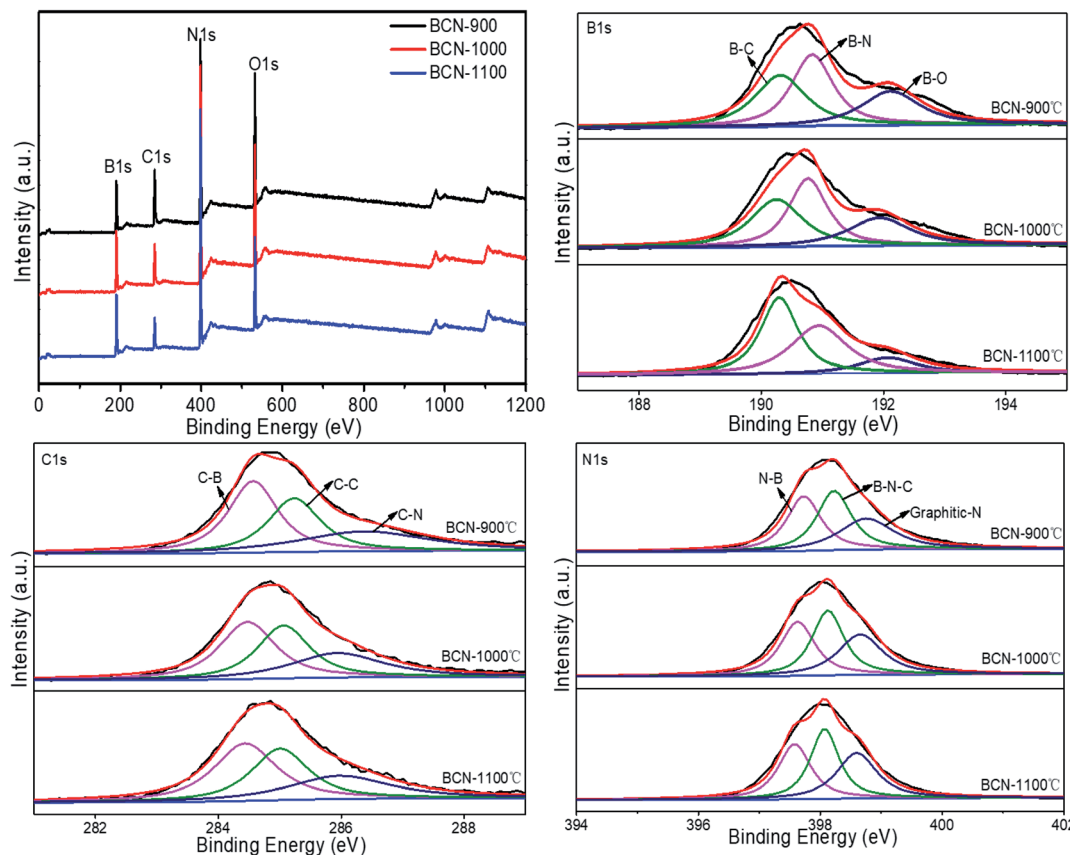 BCN-900
BCN-1000
BCN-1100
N1s
O1s
C1s
B1s
Intensity (a.u.)
0 200 400 600 800 1000 1200
Binding Energy (eV)
B1s
B-N
B-C
B-O
BCN-900℃
BCN-1000℃
BCN-1100℃
Intensity (a.u.)
188 190 192 194
Binding Energy (eV)
C1s
C-B
C-C
C-N
BCN-900℃
BCN-1000℃
BCN-1100℃
Intensity (a.u.)
282 284 286 288
Binding Energy (eV)
N1s
N-B
B-N-C
Graphitic-N
BCN-900℃
BCN-1000℃
BCN-1100℃
Intensity (a.u.)
394 396 398 400 402
Binding Energy (eV)